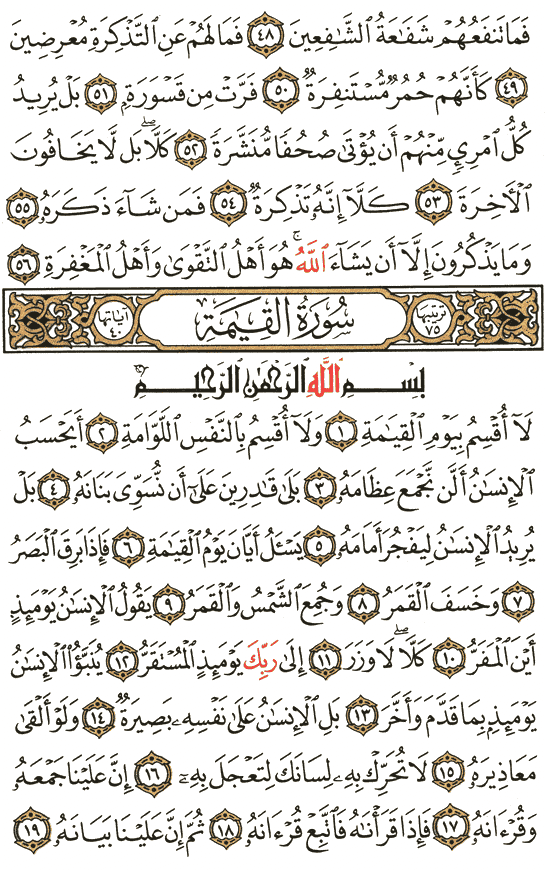 فَمَا تَنفَعُهُمْ شَفَٰعَةُ ٱلشَّٰفِعِينَ ٤٨ فَمَا لَهُمْ عَنِ ٱلتَّذْكِرَةِ مُعْرِضِينَ
٤٩ كَأَنَّهُمْ حُمُرٌ مُّسْتَنفِرَةٌ ٥٠ فَرَّتْ مِن قَسْوَرَةٍۭ ٥١ بَلْ يُرِيدُ
كُلُّ ٱمْرِئٍ مِّنْهُمْ أَن يُؤْتَىٰ صُحُفًا مُّنَشَّرَةً ٥٢ كَلَّاۖ بَل لَّا يَخَافُونَ
ٱلْأَخِرَةَ ٥٣ كَلَّآ إِنَّهُۥ تَذْكِرَةٌ ٥٤ فَمَن شَآءَ ذَكَرَهُۥ ٥٥
وَمَا يَذْكُرُونَ إِلَّآ أَن يَشَآءَ ٱللَّهُۚ هُوَ أَهْلُ ٱلتَّقْوَىٰ وَأَهْلُ ٱلْمَغْفِرَةِ ٥٦
ترتيبها ٧٥ سُورَةُ القِيَٰمَةِ آياتها ٤٠
بِسْمِ ٱللَّهِ ٱلرَّحْمَٰنِ ٱلرَّحِيمِ
لَآ أُقْسِمُ بِيَوْمِ ٱلْقِيَٰمَةِ ١ وَلَآ أُقْسِمُ بِٱلنَّفْسِ ٱللَّوَّامَةِ ٢ أَيَحْسَبُ
ٱلْإِنسَٰنُ أَلَّن نَّجْمَعَ عِظَامَهُۥ ٣ بَلَىٰ قَٰدِرِينَ عَلَىٰٓ أَن نُّسَوِّىَ بَنَانَهُۥ ٤ بَلْ
يُرِيدُ ٱلْإِنسَٰنُ لِيَفْجُرَ أَمَامَهُۥ ٥ يَسْـَٔلُ أَيَّانَ يَوْمُ ٱلْقِيَٰمَةِ ٦ فَإِذَا بَرِقَ ٱلْبَصَرُ
٧ وَخَسَفَ ٱلْقَمَرُ ٨ وَجُمِعَ ٱلشَّمْسُ وَٱلْقَمَرُ ٩ يَقُولُ ٱلْإِنسَٰنُ يَوْمَئِذٍ
أَيْنَ ٱلْمَفَرُّ ١٠ كَلَّا لَا وَزَرَ ١١ إِلَىٰ رَبِّكَ يَوْمَئِذٍ ٱلْمُسْتَقَرُّ ١٢ يُنَبَّؤُا۟ ٱلْإِنسَٰنُ
يَوْمَئِذٍۭ بِمَا قَدَّمَ وَأَخَّرَ ١٣ بَلِ ٱلْإِنسَٰنُ عَلَىٰ نَفْسِهِۦ بَصِيرَةٌ ١٤ وَلَوْ أَلْقَىٰ
مَعَاذِيرَهُۥ ١٥ لَا تُحَرِّكْ بِهِۦ لِسَانَكَ لِتَعْجَلَ بِهِۦٓ ١٦ إِنَّ عَلَيْنَا جَمْعَهُۥ
وَقُرْءَانَهُۥ ١٧ فَإِذَا قَرَأْنَٰهُ فَٱتَّبِعْ قُرْءَانَهُۥ ١٨ ثُمَّ إِنَّ عَلَيْنَا بَيَانَهُۥ ١٩